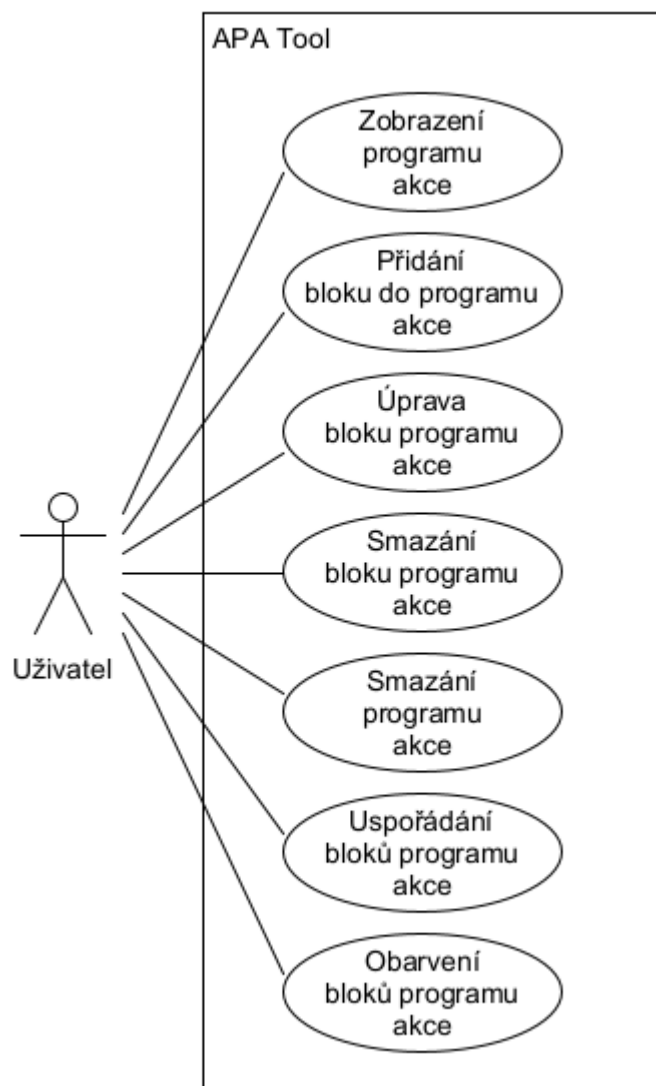 APA Tool
Zobrazení
programu
akce
Přidání
bloku do programu
akce
Úprava
bloku programu
akce
Smazání
bloku programu
akce
Uživatel
Smazání
programu
akce
Uspořádání
bloků programu
akce
Obarvení
bloků programu
akce